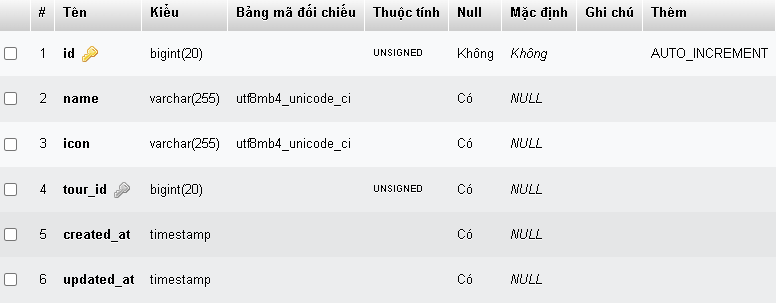 # Tên Kiểu Bảng mã đối chiếu Thuộc tính Null Mặc định Ghi chú Thêm
1 id bigint(20) UNSIGNED Không Không AUTO_INCREMENT
2 name varchar(255) utf8mb4_unicode_ci Có NULL
3 icon varchar(255) utf8mb4_unicode_ci Có NULL
4 tour_id bigint(20) UNSIGNED Có NULL
5 created_at timestamp Có NULL
6 updated_at timestamp Có NULL